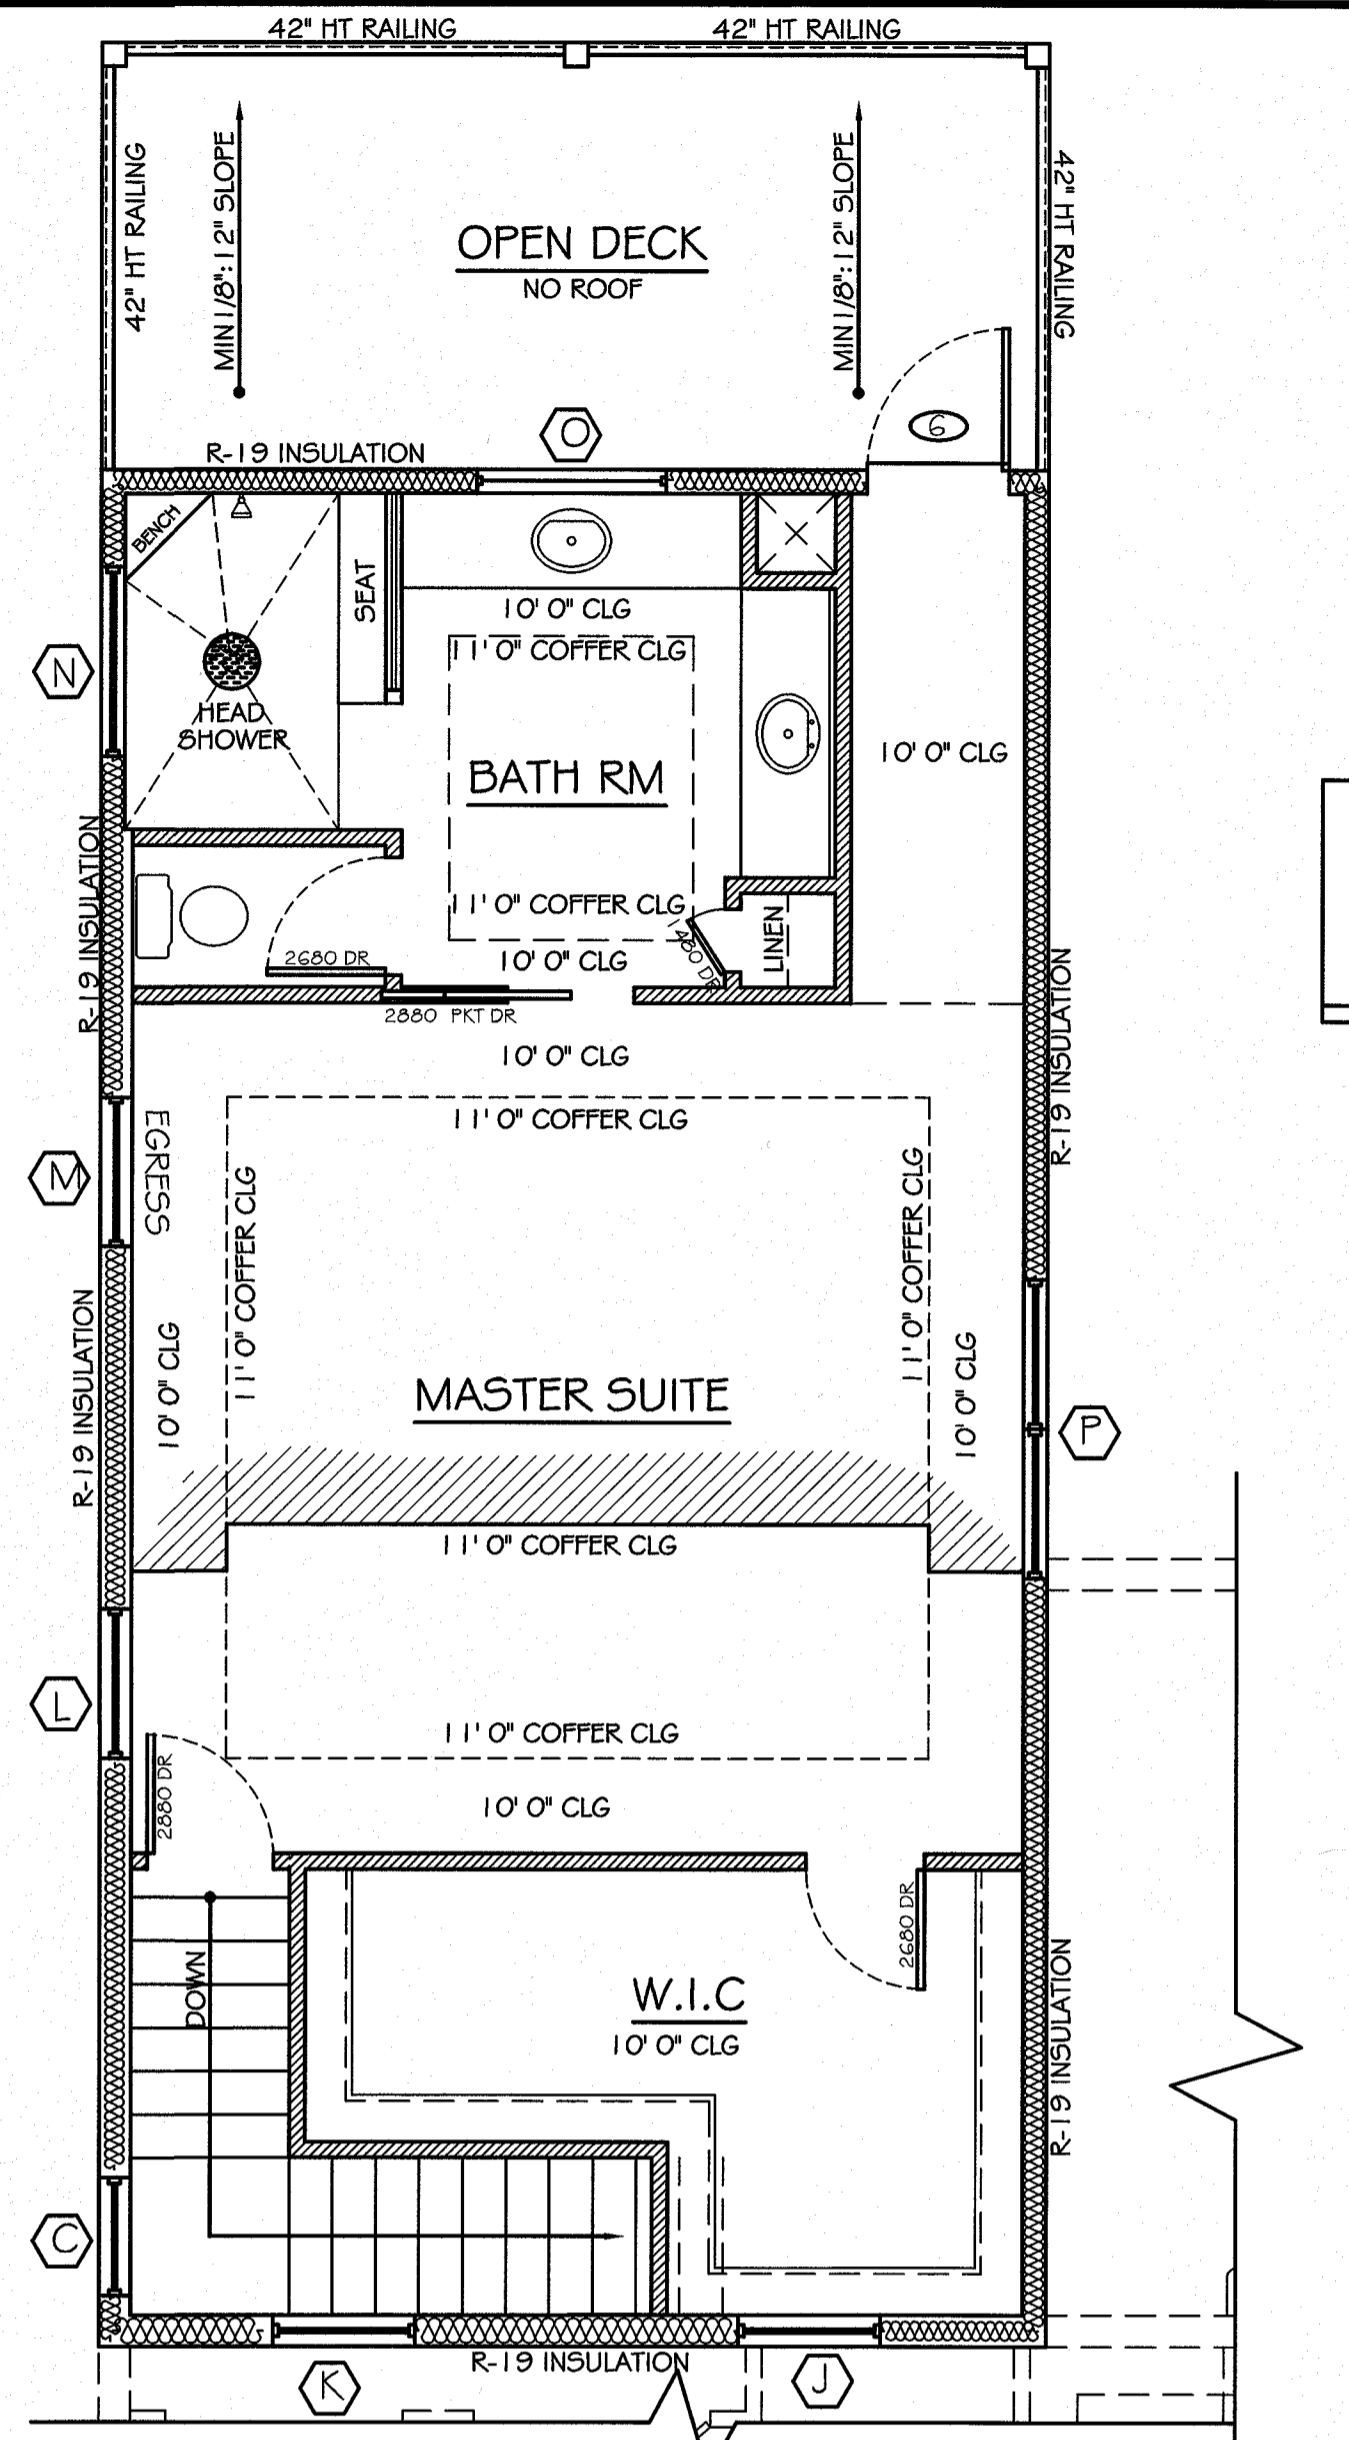 42" HT RAILING
42" HT RAILING
42" HT RAILING
MIN 1/8":12" SLOPE
MIN 1/8":12" SLOPE
42" HT RAILING
OPEN DECK
NO ROOF
6
O
R-19 INSULATION
BENCH
SEAT
10' 0" CLG
11' 0" COFFER CLG
N
HEAD
SHOWER
BATH RM
10' 0" CLG
R-19 INSULATION
11' 0" COFFER CLG
LINEN
1480 DR
2680 DR
10' 0" CLG
2880 PKT DR
R-19 INSULATION
10' 0" CLG
11' 0" COFFER CLG
EGRESS
M
11' 0" COFFER CLG
11' 0" COFFER CLG
R-19 INSULATION
10' 0" CLG
10' 0" CLG
MASTER SUITE
P
11' 0" COFFER CLG
L
11' 0" COFFER CLG
2880 DR
10' 0" CLG
2680 DR
DOWN
W.I.C
10' 0" CLG
R-19 INSULATION
C
R-19 INSULATION
K
J